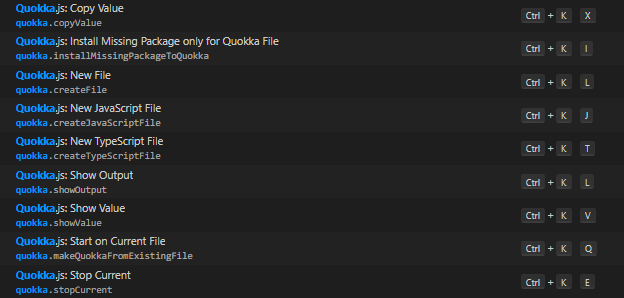 Quokka.js: Copy Value
quokka.copyValue
Ctrl + K X
Quokka.js: Install Missing Package only for Quokka File
quokka.installMissingPackageToQuokka
Ctrl + K I
Quokka.js: New File
quokka.createFile
Ctrl + K L
Quokka.js: New JavaScript File
quokka.createJavaScriptFile
Ctrl + K J
Quokka.js: New TypeScript File
quokka.createTypeScriptFile
Ctrl + K T
Quokka.js: Show Output
quokka.showOutput
Ctrl + K L
Quokka.js: Show Value
quokka.showValue
Ctrl + K V
Quokka.js: Start on Current File
quokka.makeQuokkaFromExistingFile
Ctrl + K Q
Quokka.js: Stop Current
quokka.stopCurrent
Ctrl + K E